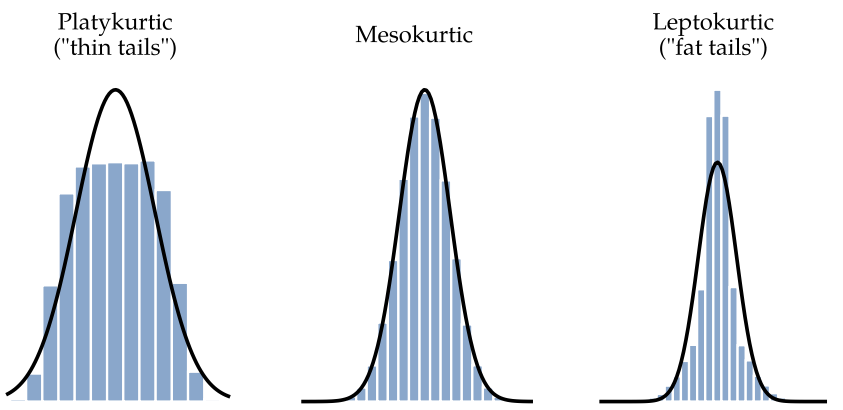 Platykurtic
("thin tails")
Mesokurtic
Leptokurtic
("fat tails")